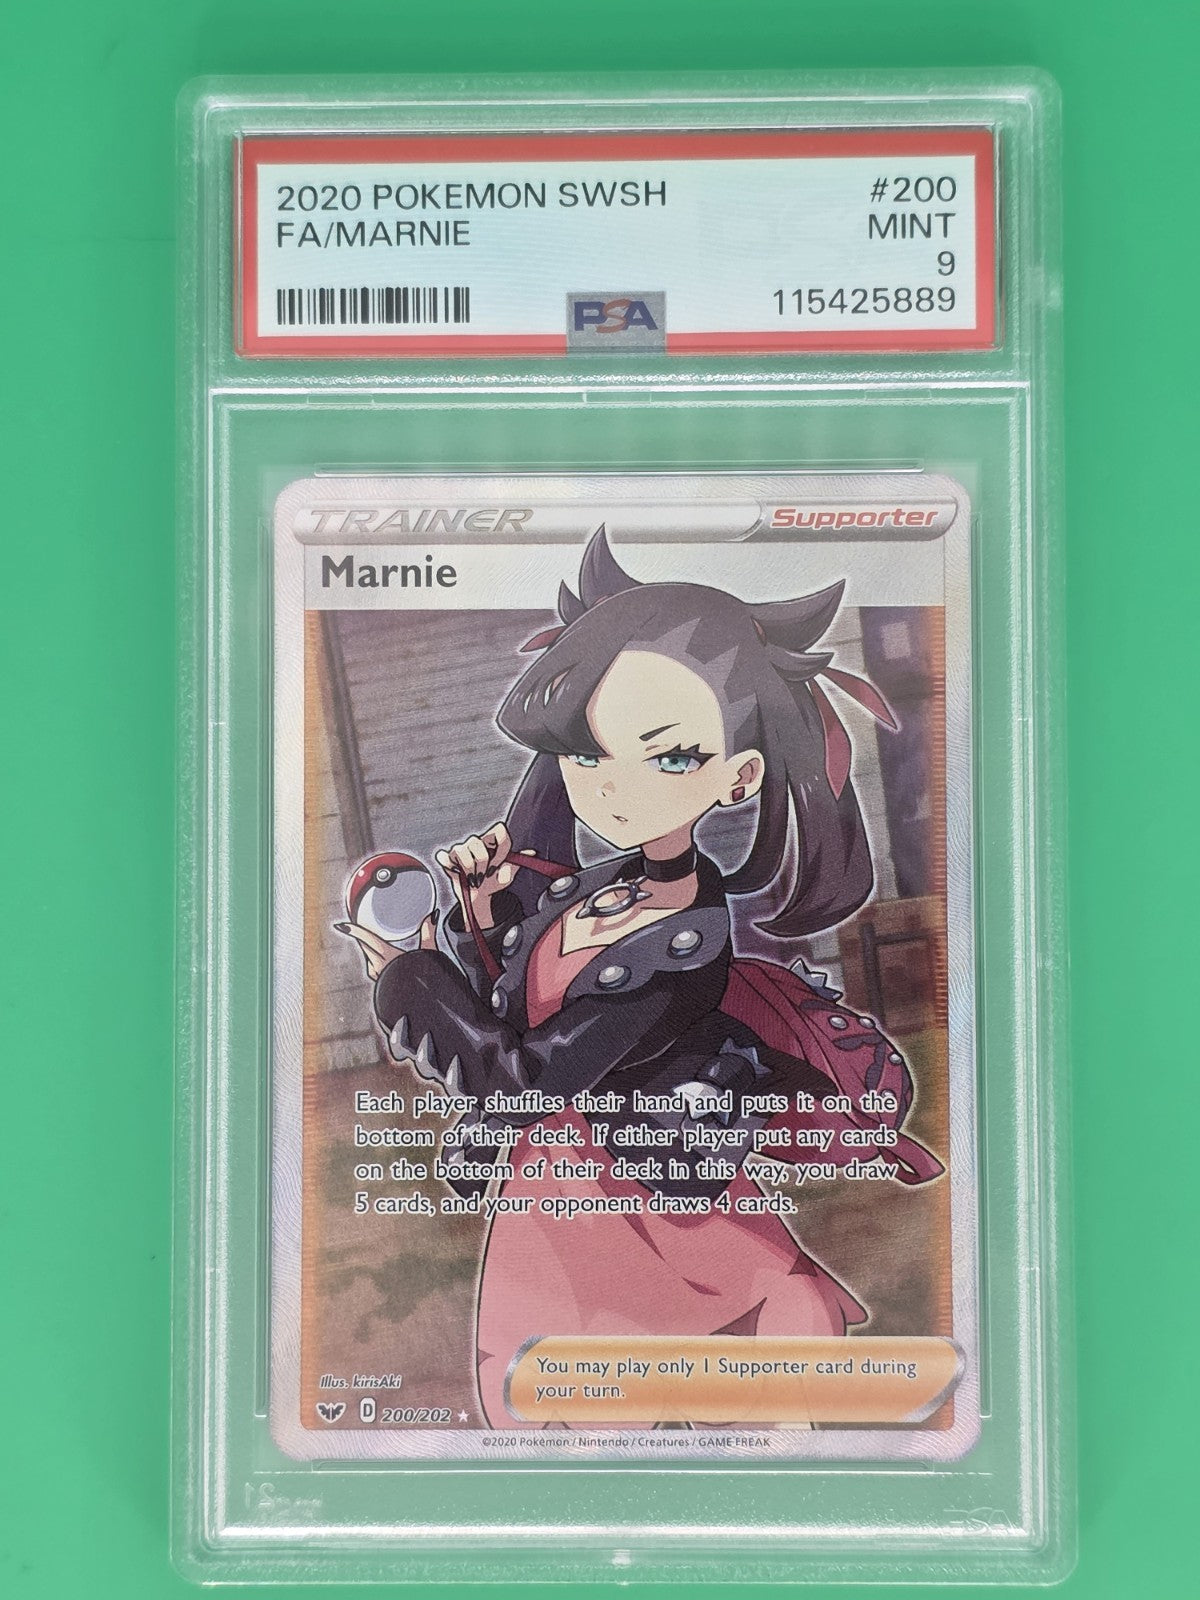 2020 POKEMON SWSH #200
FA/MARNIE MINT
9
PSA 115425889
TRAINER Supporter
Marnie
Each player shuffles their hand and puts it on the
bottom of their deck. If either player put any cards
on the bottom of their deck in this way, you draw
5 cards, and your opponent draws 4 cards.
You may play only 1 Supporter card during
your turn.
Illus. kirisAki
D 200/202
©2020 Pokémon / Nintendo / Creatures / GAME FREAK
PSA